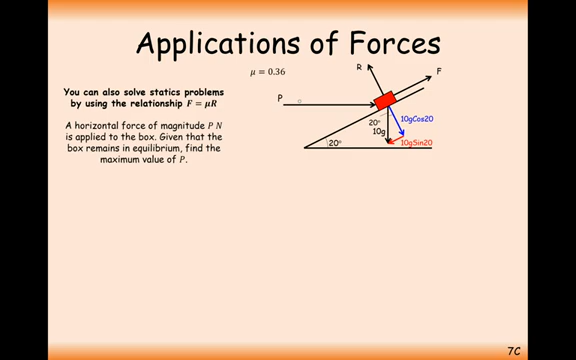 Applications of Forces
μ = 0.36
You can also solve statics problems
by using the relationship F = μR
A horizontal force of magnitude P N
is applied to the box. Given that the
box remains in equilibrium, find the
maximum value of P.
R
F
P
20°
10g
10gCos20
10gSin20
20°
7C